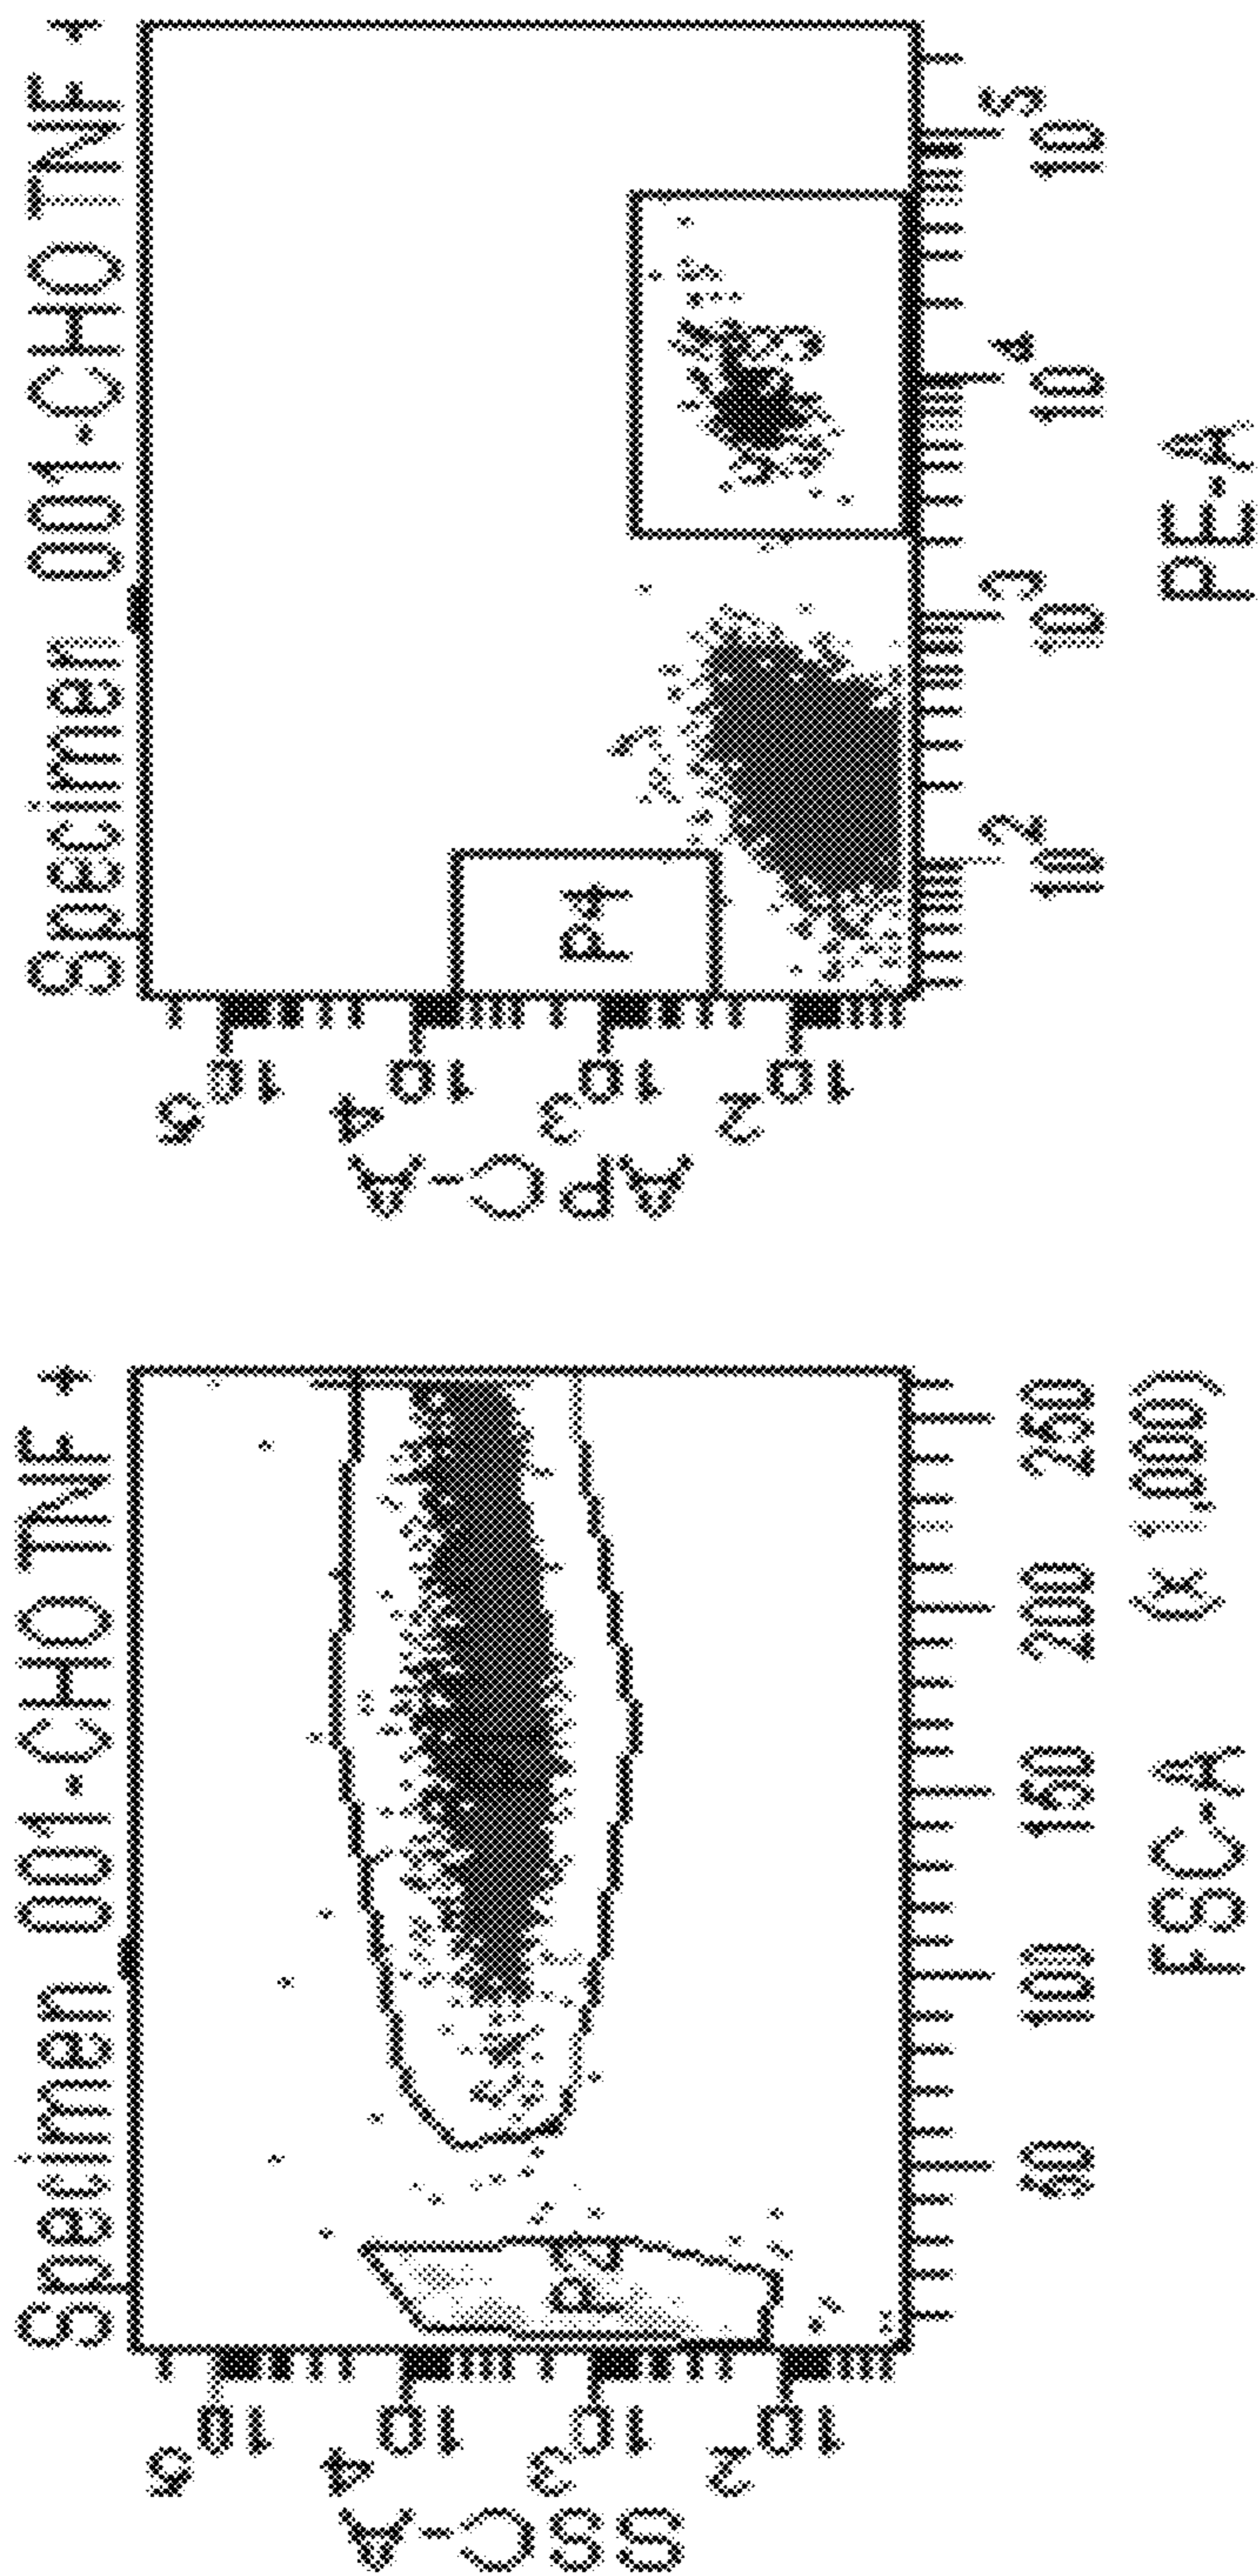 Specimen_001-CHO TNF +
10^5
10^4
10^3
10^2
SSC-A
P2
50 100 150 200 250
FSC-A (x 1,000)
Specimen_001-CHO TNF +
10^5
10^4
10^3
10^2
APC-A
P4
10^2 10^3 10^4 10^5
PE-A